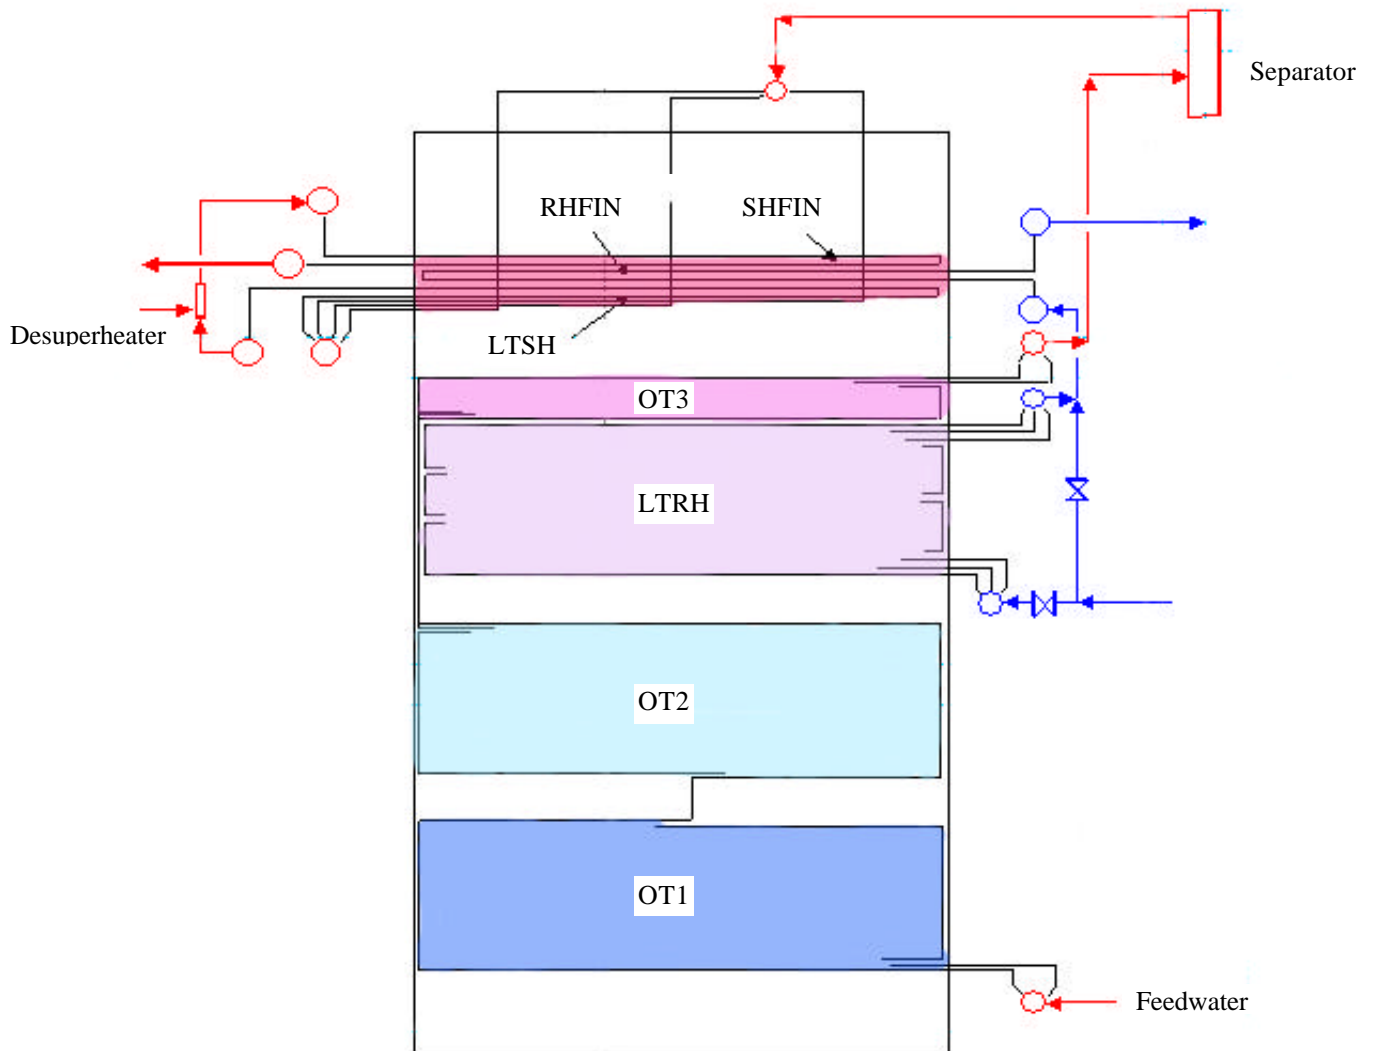 Separator
RHFIN
SHFIN
Desuperheater
LTSH
OT3
LTRH
OT2
OT1
Feedwater